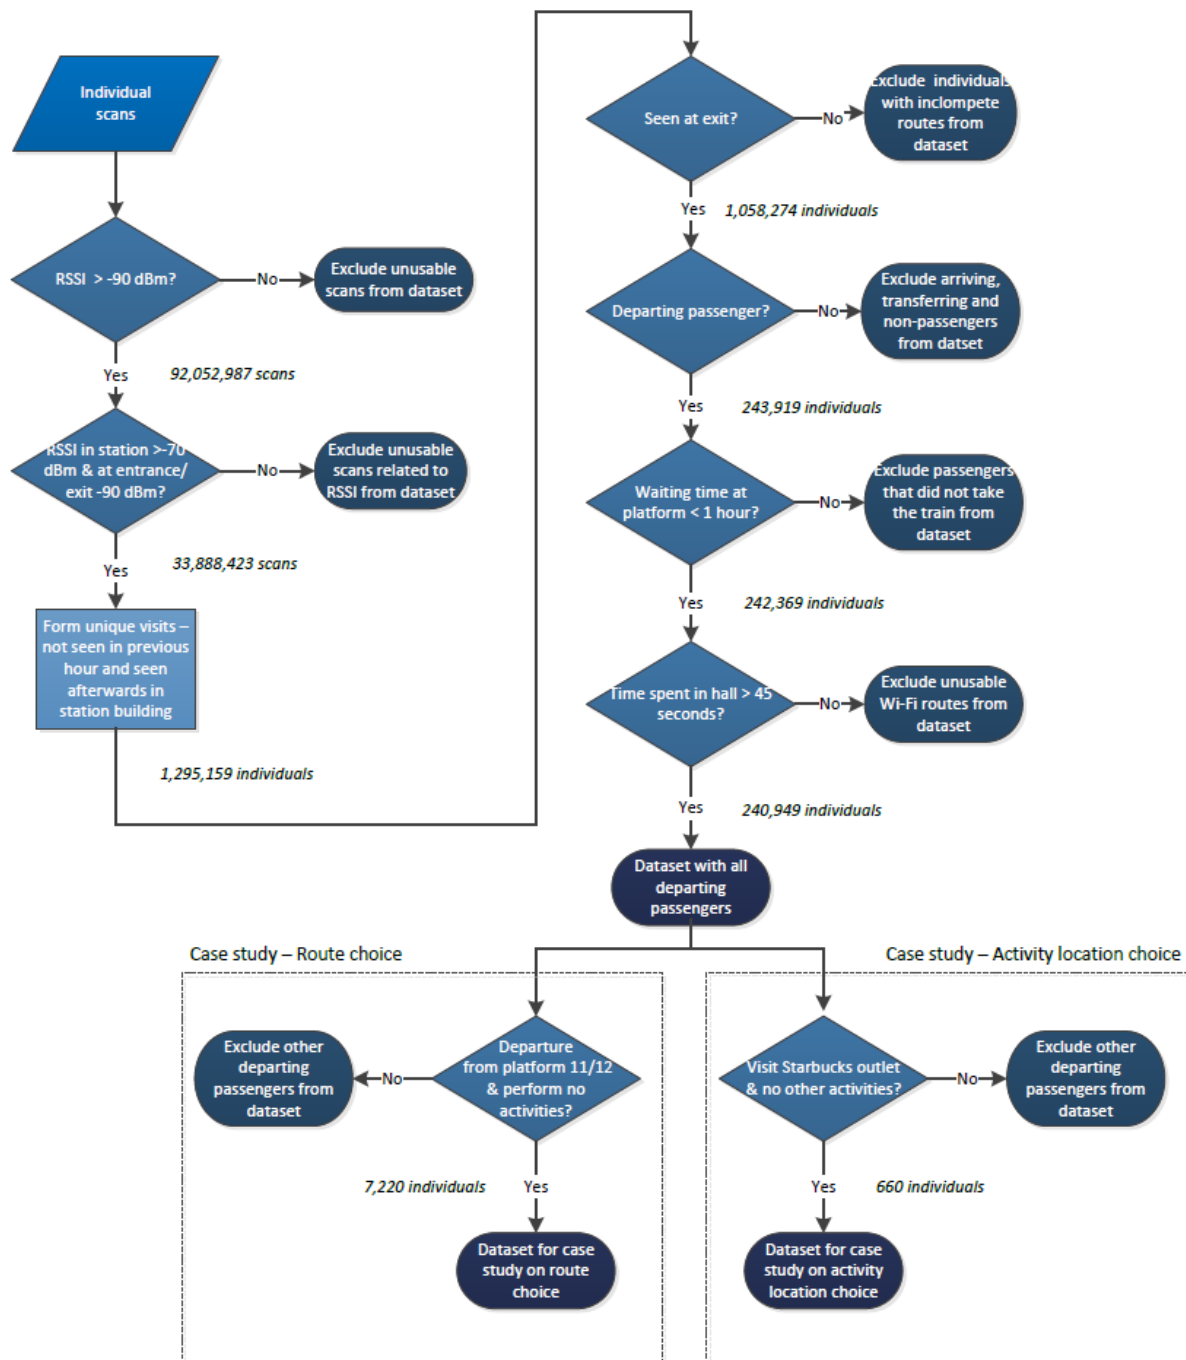 Individual
scans
RSSI > -90 dBm?
No
Exclude unusable
scans from dataset
Yes
92,052,987 scans
RSSI in station >-70
dBm & at entrance/
exit -90 dBm?
No
Exclude unusable
scans related to
RSSI from dataset
Yes
33,888,423 scans
Form unique visits –
not seen in previous
hour and seen
afterwards in
station building
1,295,159 individuals
Seen at exit?
No
Exclude individuals
with inclompete
routes from
dataset
Yes
1,058,274 individuals
Departing passenger?
No
Exclude arriving,
transferring and
non-passengers
from datset
Yes
243,919 individuals
Waiting time at
platform < 1 hour?
No
Exclude passengers
that did not take
the train from
dataset
Yes
242,369 individuals
Time spent in hall > 45
seconds?
No
Exclude unusable
Wi-Fi routes from
dataset
Yes
240,949 individuals
Dataset with all
departing
passengers
Case study – Route choice
Exclude other
departing
passengers from
dataset
No
Departure
from platform 11/12
& perform no
activities?
7,220 individuals
Yes
Dataset for case
study on route
choice
Case study – Activity location choice
Visit Starbucks outlet
& no other activities?
No
Exclude other
departing
passengers from
dataset
Yes
660 individuals
Dataset for case
study on activity
location choice